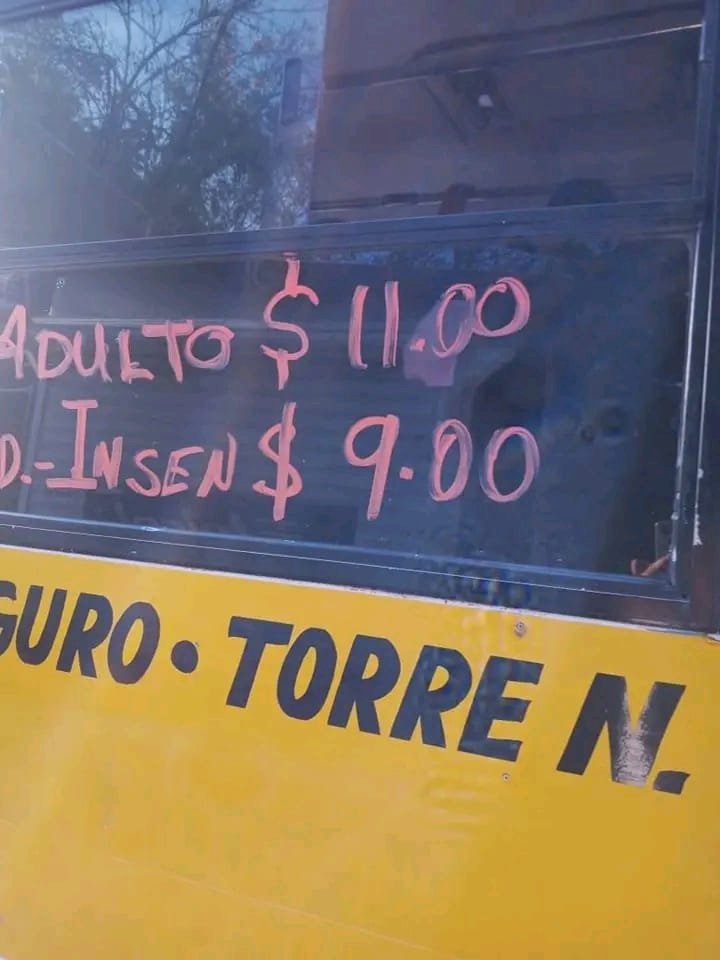 ADULTO $ 11.00
D.-INSEN $ 9.00
GURO • TORRE N.